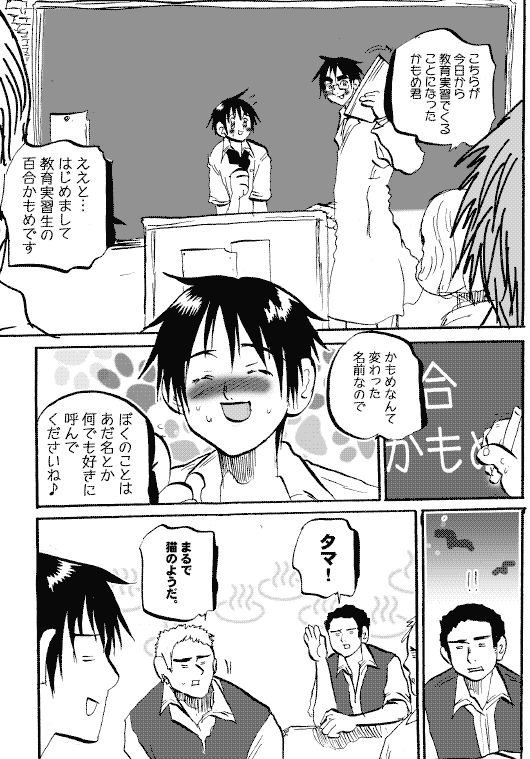 こちらが
今日から
教育実習でくる
ことになった
かもめ君
ええと…
はじめまして
教育実習生の
百合かもめです
かもめなんて
変わった
名前なので
合
かもめ
ぼくのことは
あだ名とか
何でも好きに
呼んで
くださいね♪
!!
タマ！
まるで
猫のようだ。